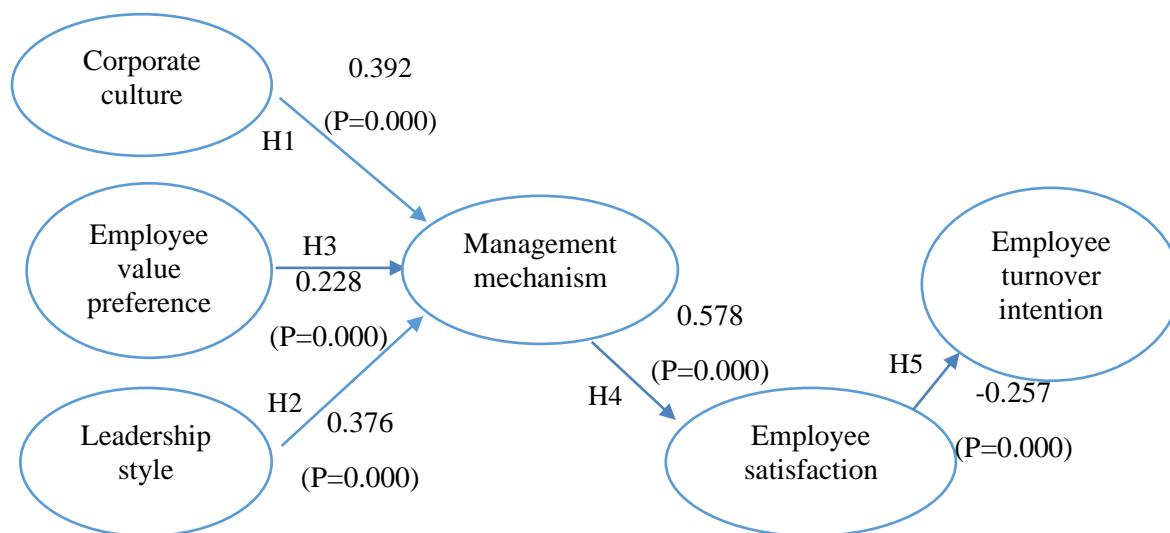 Corporate
culture
0.392
(P=0.000)
H1
Employee
value
preference
H3
0.228
(P=0.000)
Management
mechanism
Employee
turnover
intention
0.578
(P=0.000)
H4
H5
-0.257
(P=0.000)
Leadership
style
H2
0.376
(P=0.000)
Employee
satisfaction